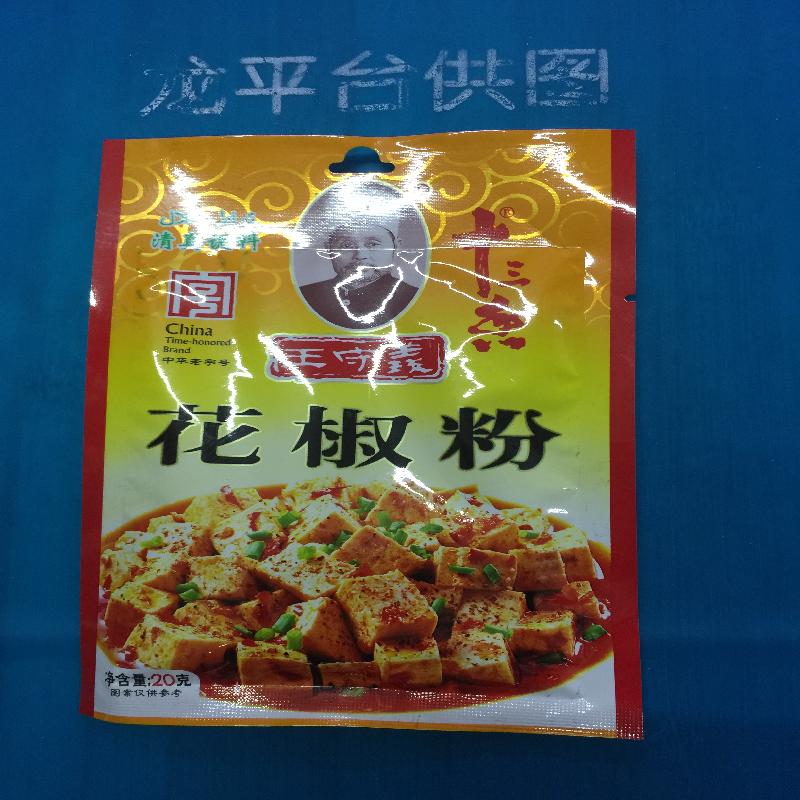 龙平台供图
清真调料
十三香
®
China
Time-honored
Brand
中华老字号
王守义
花椒粉
净含量:20克
图案仅供参考